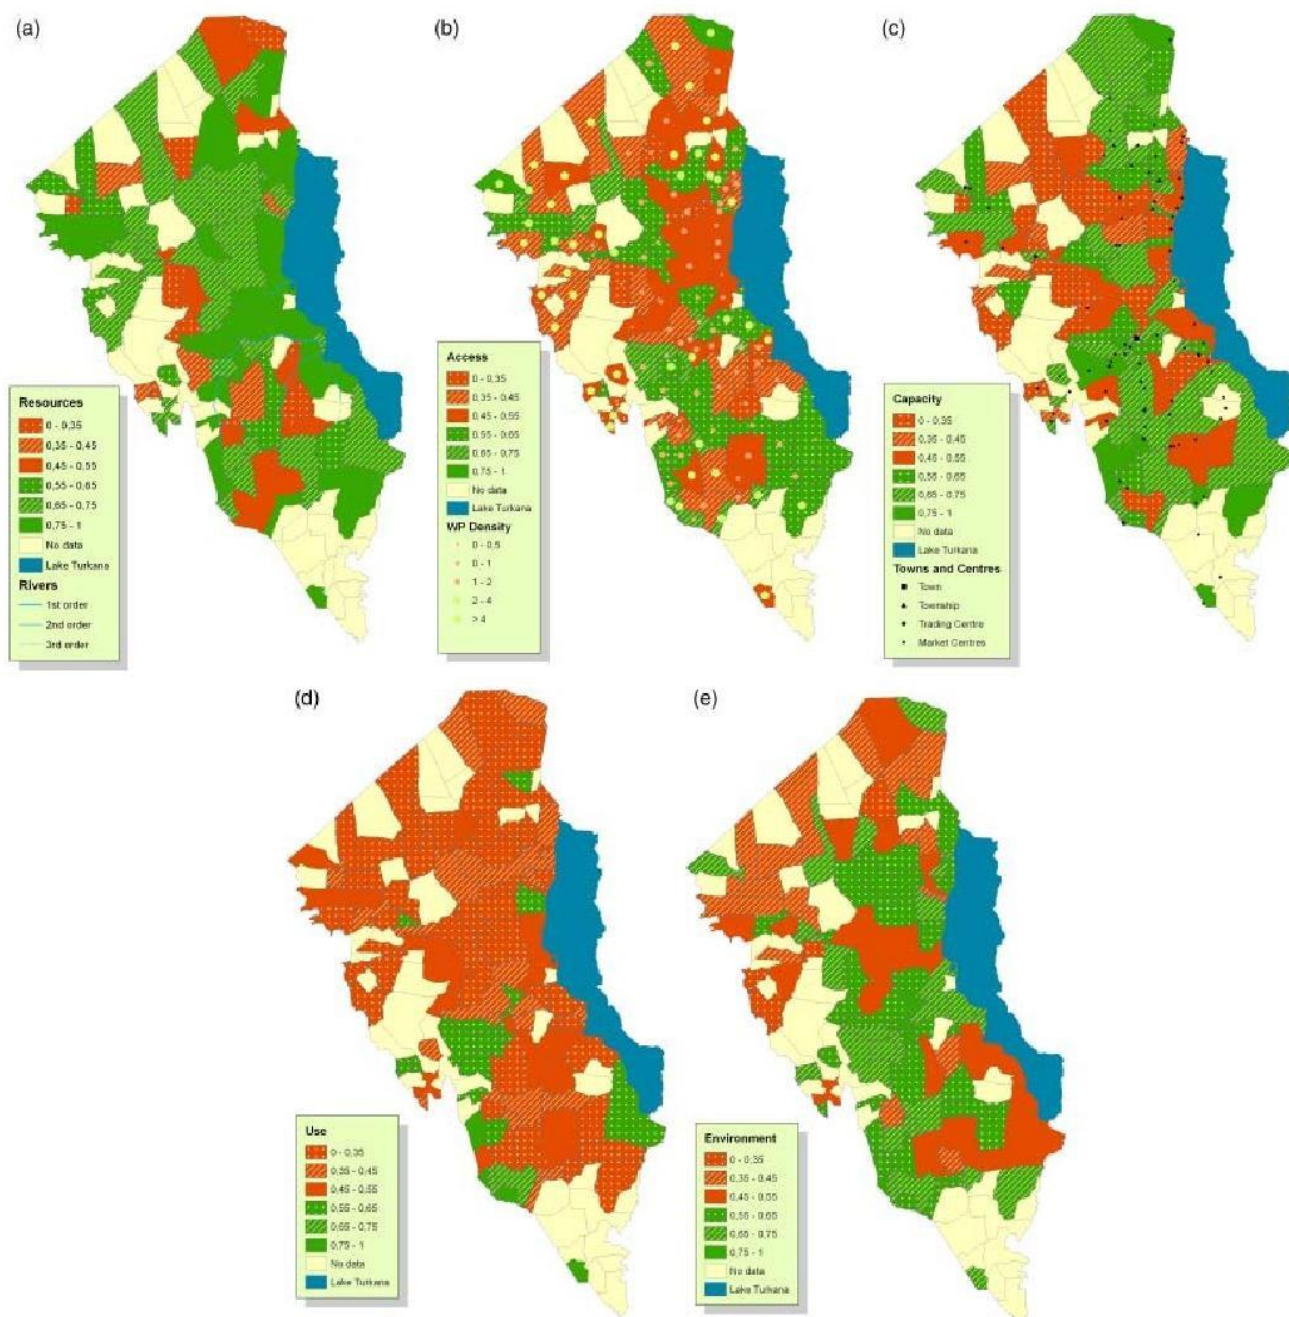 (a)
Resources
0 - 0,35
0,35 - 0,45
0,45 - 0,55
0,55 - 0,65
0,65 - 0,75
0,75 - 1
No data
Lake Turkana
Rivers
1st order
2nd order
3rd order
(b)
Access
0 - 0,35
0,35 - 0,45
0,45 - 0,55
0,55 - 0,65
0,65 - 0,75
0,75 - 1
No data
Lake Turkana
WP Density
0 - 0,5
0 - 1
1 - 2
2 - 4
> 4
(c)
Capacity
0 - 0,35
0,35 - 0,45
0,45 - 0,55
0,55 - 0,65
0,65 - 0,75
0,75 - 1
No data
Lake Turkana
Towns and Centres
Town
Township
Trading Centre
Market Centres
(d)
Use
0 - 0,35
0,35 - 0,45
0,45 - 0,55
0,55 - 0,65
0,65 - 0,75
0,75 - 1
No data
Lake Turkana
(e)
Environment
0 - 0,35
0,35 - 0,45
0,45 - 0,55
0,55 - 0,65
0,65 - 0,75
0,75 - 1
No data
Lake Turkana